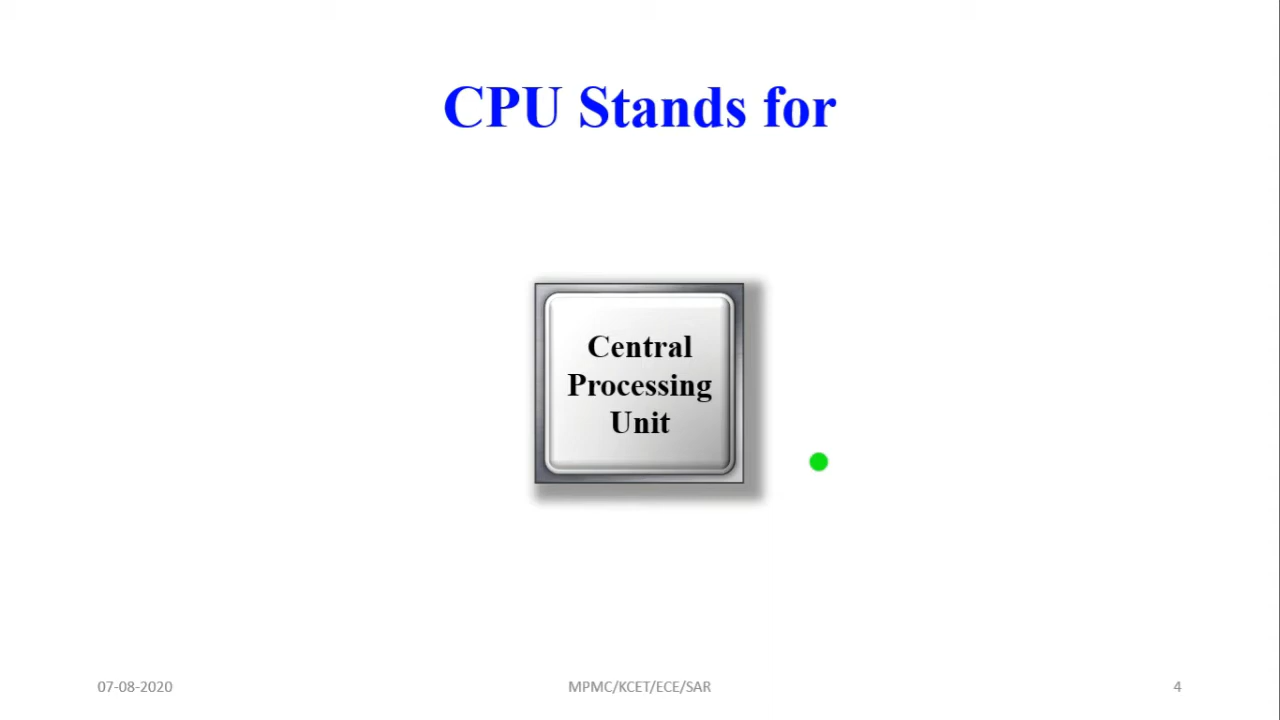 CPU Stands for
Central
Processing
Unit
07-08-2020
MPMC/KCET/ECE/SAR
4